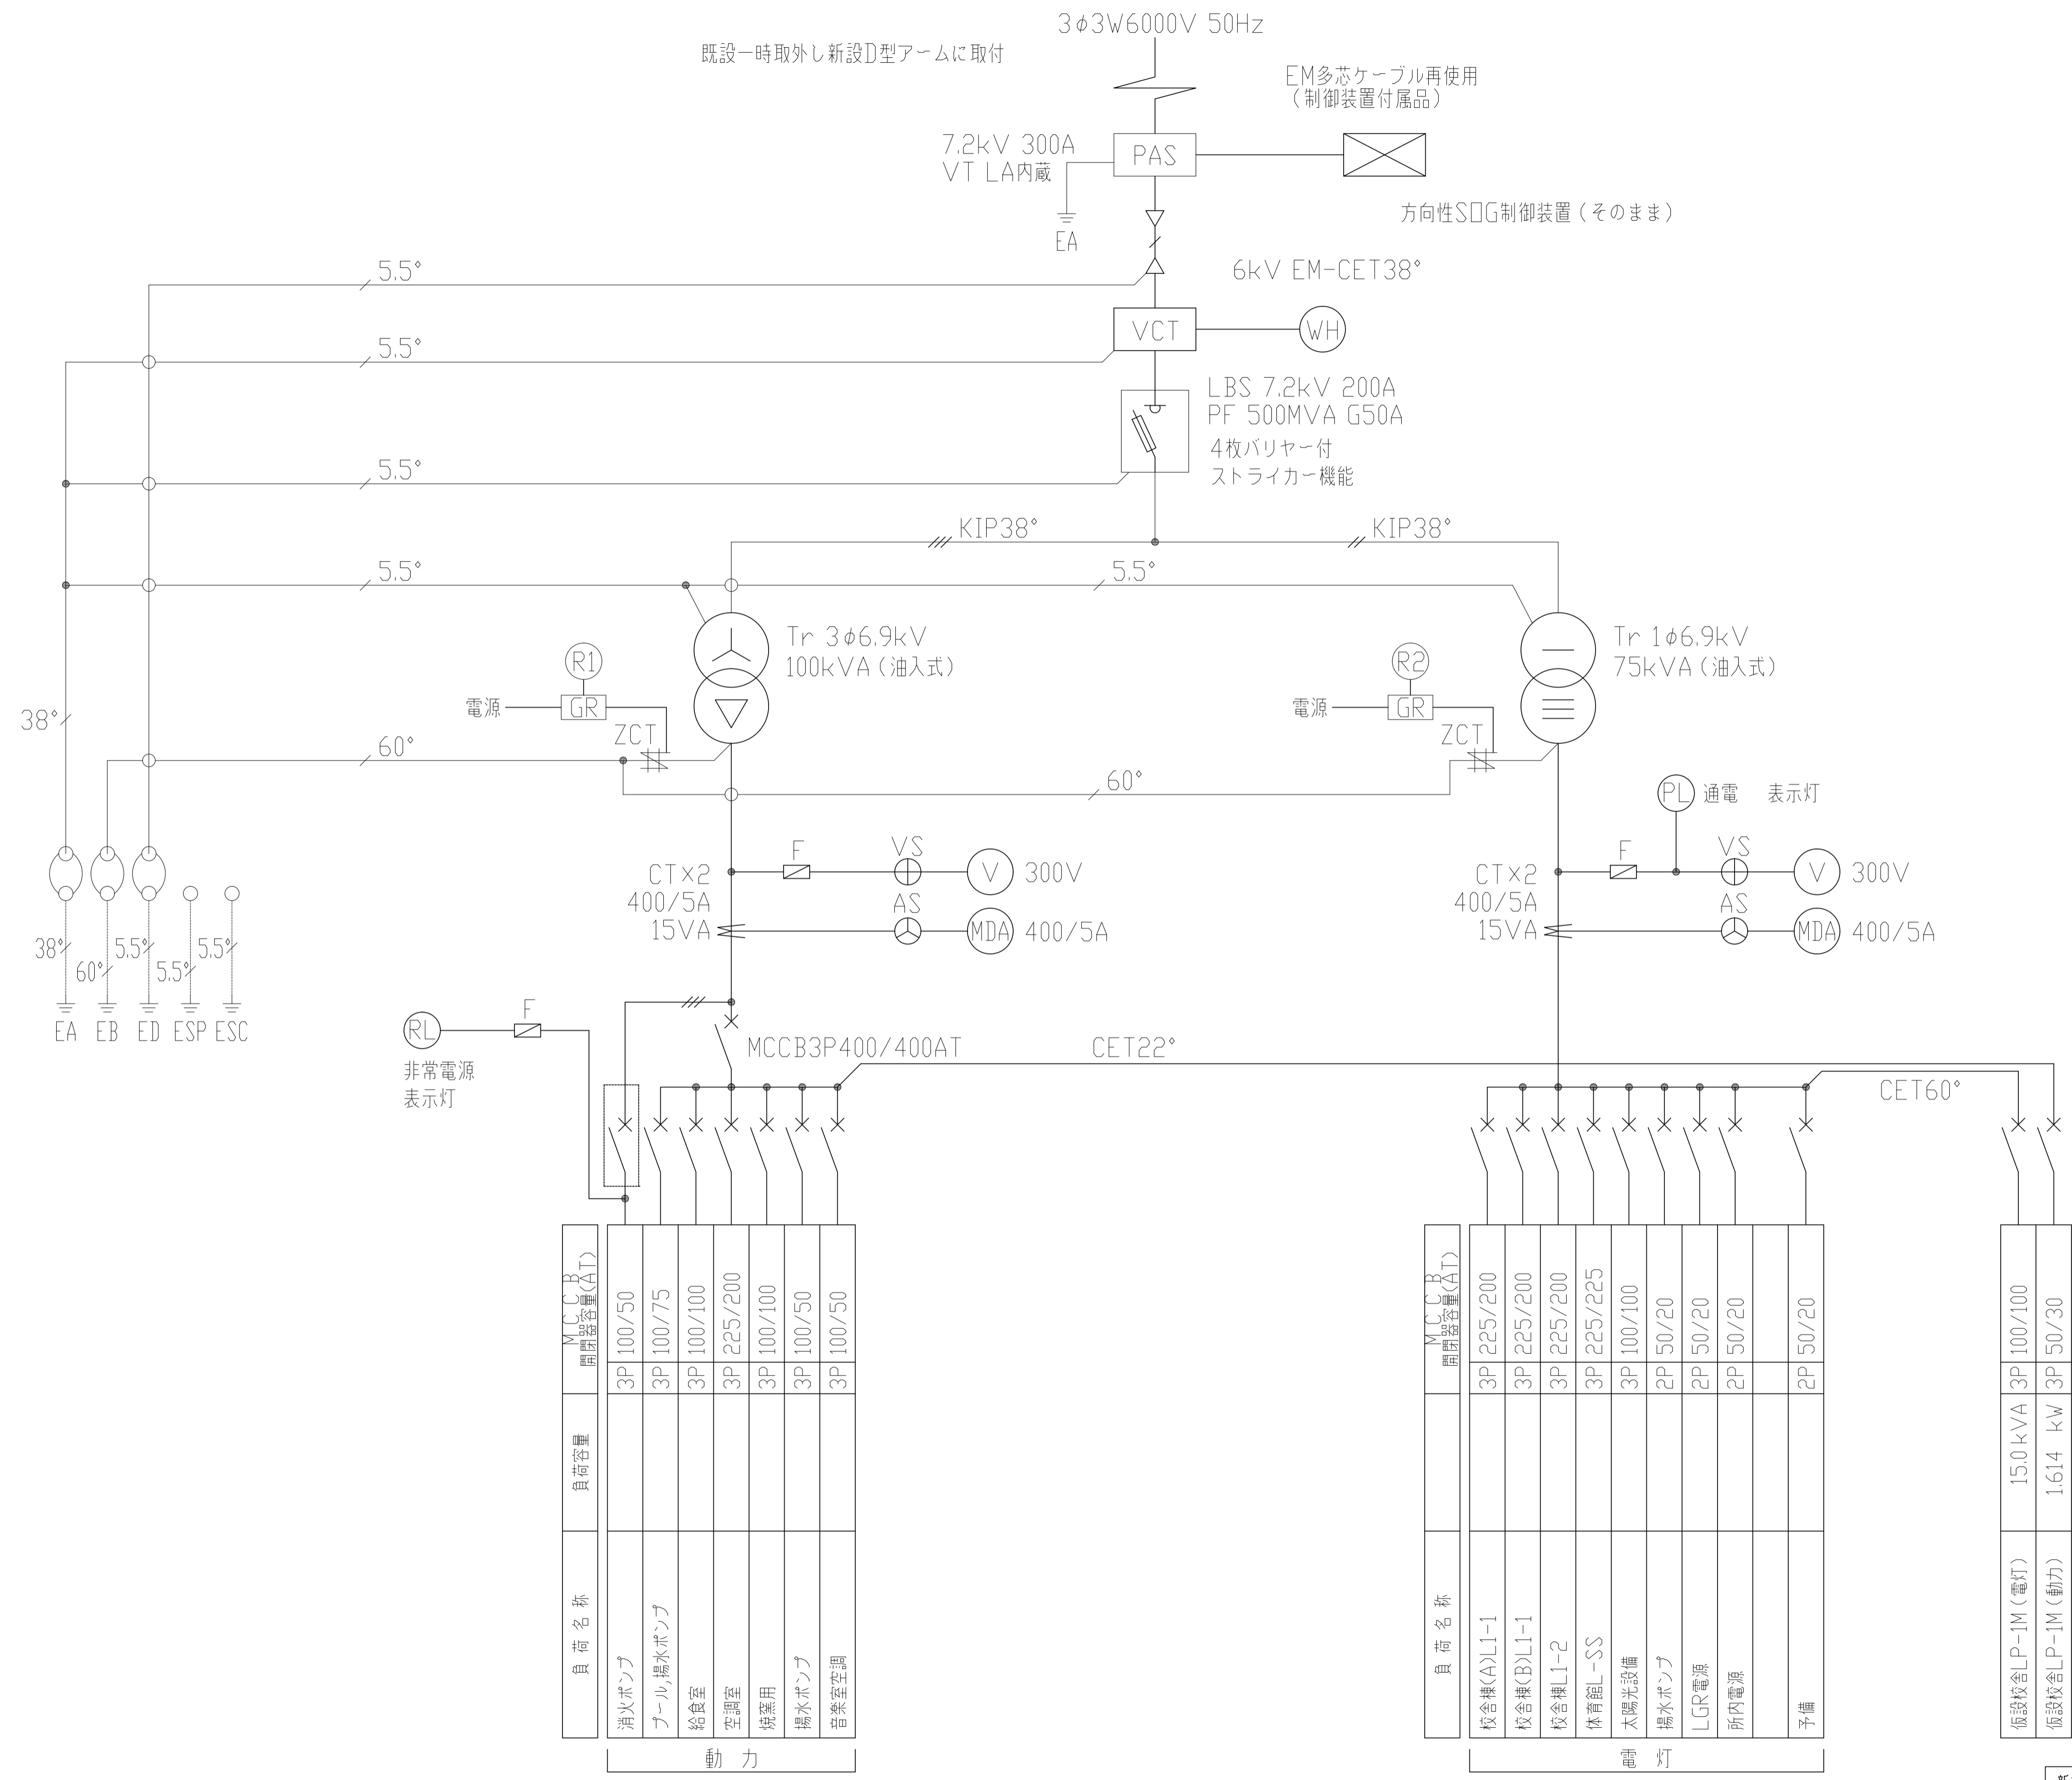 3φ3W6000V 50Hz
既設一時取外し新設D型アームに取付
EM多芯ケーブル再使用
(制御装置付属品)
7.2kV 300A
VT LA内蔵
PAS
EA
方向性SOG制御装置(そのまま)
5.5°
6kV EM-CET38°
VCT
WH
5.5°
LBS 7.2kV 200A
PF 500MVA G50A
4枚バリヤー付
ストライカー機能
5.5°
KIP38°
KIP38°
5.5°
5.5°
Tr 3φ6.9kV
100kVA(油入式)
Tr 1φ6.9kV
75kVA(油入式)
R1
R2
電源
GR
電源
GR
38°
ZCT
ZCT
60°
60°
PL
通電 表示灯
CT×2
400/5A
15VA
F
VS
V
300V
AS
MDA
400/5A
CT×2
400/5A
15VA
F
VS
V
300V
AS
MDA
400/5A
38°
60°
5.5°
5.5°
5.5°
EA
EB
ED
ESP
ESC
RL
F
非常電源
表示灯
MCCB3P400/400AT
CET22°
CET60°
MCCB
開閉器容量(AT)
負荷容量
負荷名称
3P 100/50
消火ポンプ
3P 100/75
プール,揚水ポンプ
3P 100/100
給食室
3P 225/200
空調室
3P 100/100
焼窯用
3P 100/50
揚水ポンプ
3P 100/50
音楽室空調
動力
MCCB
開閉器容量(AT)
負荷名称
3P 225/200
校舎棟(A)L1-1
3P 225/200
校舎棟(B)L1-1
3P 225/200
校舎棟L1-2
3P 225/225
体育館L-SS
3P 100/100
太陽光設備
2P 50/20
揚水ポンプ
2P 50/20
LGR電源
2P 50/20
所内電源
2P 50/20
予備
電灯
3P 100/100
15.0kVA
仮設校舎LP-1M(電灯)
3P 50/30
1.614 kW
仮設校舎LP-1M(動力)